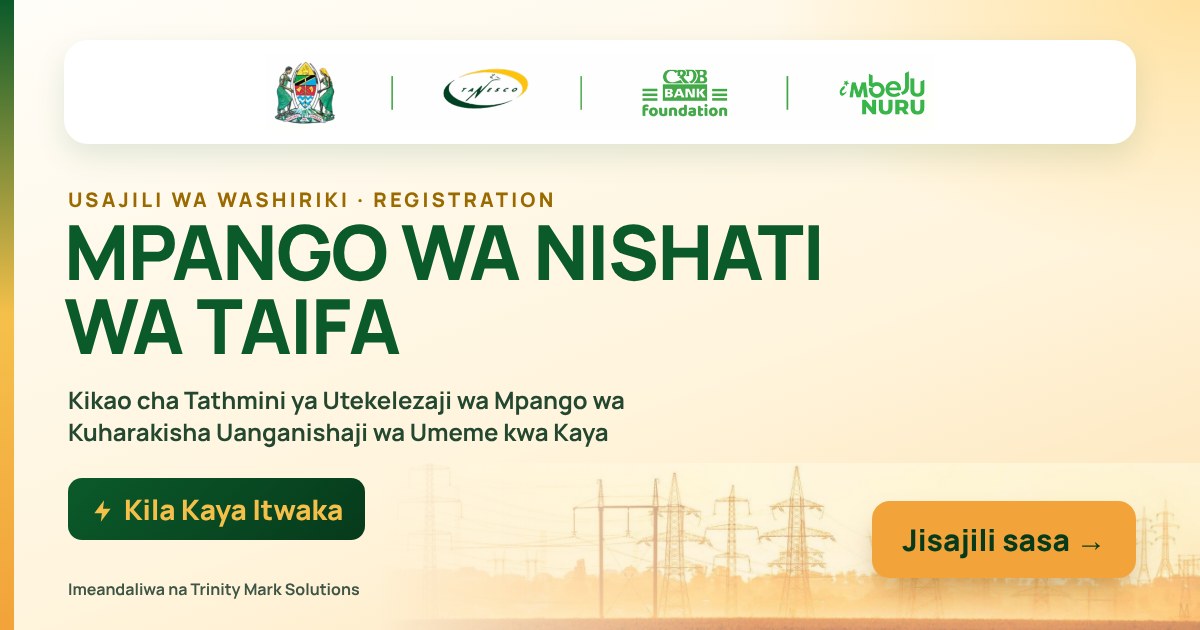 TANESCO
CRDB
BANK
foundation
iMbeJu
NURU
USAJILI WA WASHIRIKI · REGISTRATION
MPANGO WA NISHATI
WA TAIFA
Kikao cha Tathmini ya Utekelezaji wa Mpango wa
Kuharakisha Uanganishaji wa Umeme kwa Kaya
Kila Kaya Itwaka
Jisajili sasa →
Imeandaliwa na Trinity Mark Solutions